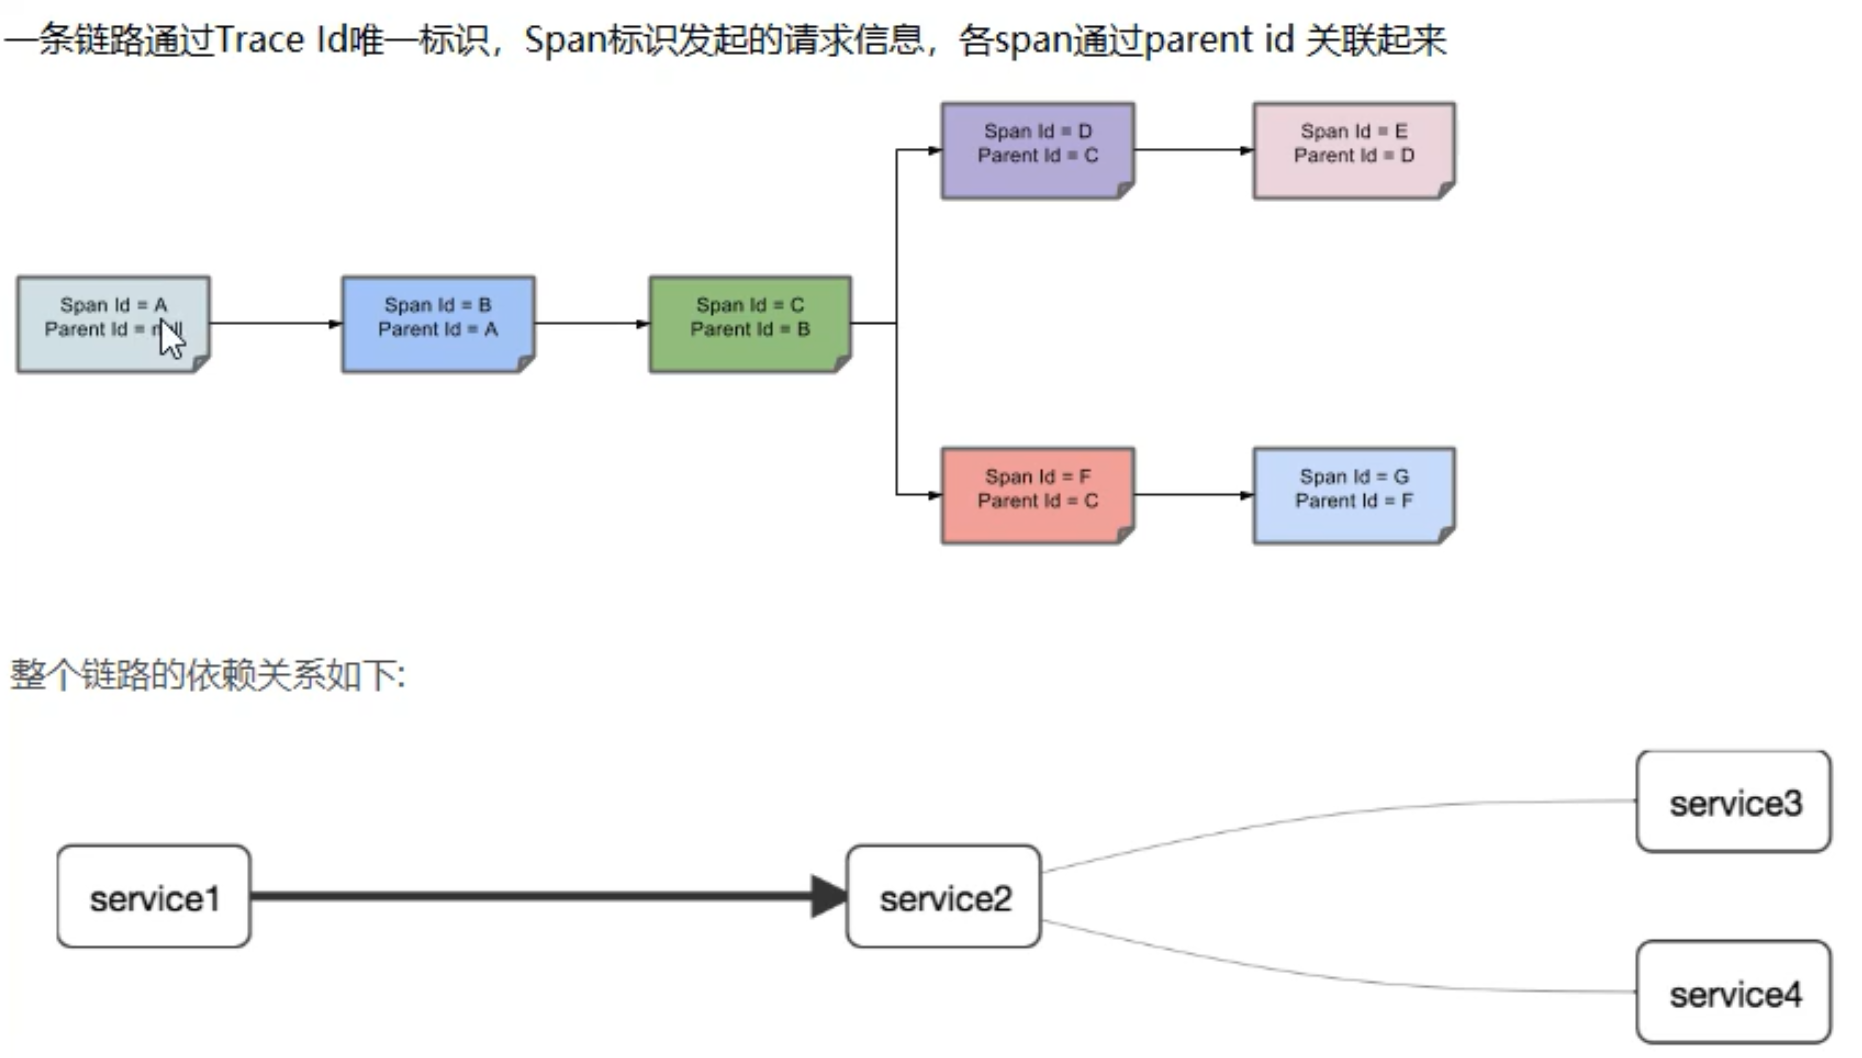 一条链路通过Trace Id唯一标识，Span标识发起的请求信息，各span通过parent id 关联起来
Span Id = D
Parent Id = C
Span Id = E
Parent Id = D
Span Id = A
Parent Id = null
Span Id = B
Parent Id = A
Span Id = C
Parent Id = B
Span Id = F
Parent Id = C
Span Id = G
Parent Id = F
整个链路的依赖关系如下:
service3
service1
service2
service4